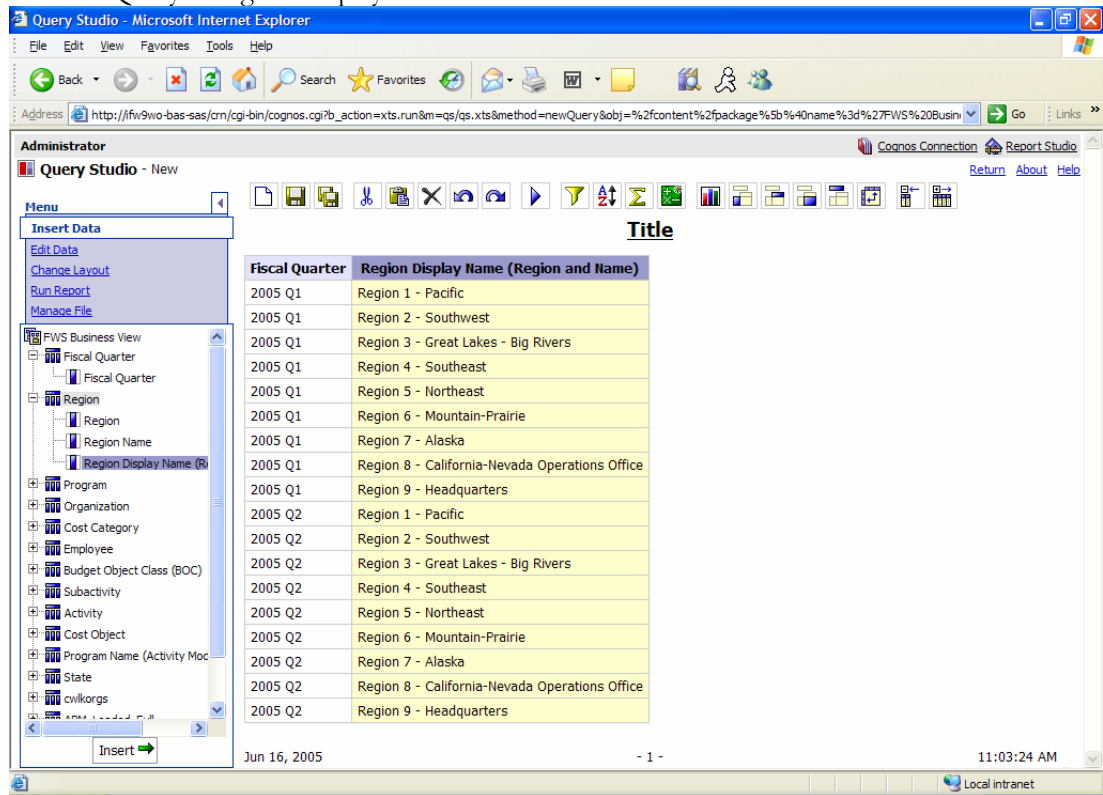 Query Studio - Microsoft Internet Explorer
File Edit View Favorites Tools Help
Back Search Favorites
Address http://ifw9wo-bas-sas/crn/cgi-bin/cognos.cgi?b_action=xts.run&m=qs/qs.xts&method=newQuery&obj=%2fcontent%2fpackage%5b%40name%3d%27FWS%20Busin Go Links »
Administrator Cognos Connection Report Studio
Query Studio - New Return About Help
Menu
Insert Data
Edit Data
Change Layout
Run Report
Manage File
FWS Business View
Fiscal Quarter
Fiscal Quarter
Region
Region
Region Name
Region Display Name (R
Program
Organization
Cost Category
Employee
Budget Object Class (BOC)
Subactivity
Activity
Cost Object
Program Name (Activity Mod
State
cwlkorgs
Insert
Title
Fiscal Quarter Region Display Name (Region and Name)
2005 Q1 Region 1 - Pacific
2005 Q1 Region 2 - Southwest
2005 Q1 Region 3 - Great Lakes - Big Rivers
2005 Q1 Region 4 - Southeast
2005 Q1 Region 5 - Northeast
2005 Q1 Region 6 - Mountain-Prairie
2005 Q1 Region 7 - Alaska
2005 Q1 Region 8 - California-Nevada Operations Office
2005 Q1 Region 9 - Headquarters
2005 Q2 Region 1 - Pacific
2005 Q2 Region 2 - Southwest
2005 Q2 Region 3 - Great Lakes - Big Rivers
2005 Q2 Region 4 - Southeast
2005 Q2 Region 5 - Northeast
2005 Q2 Region 6 - Mountain-Prairie
2005 Q2 Region 7 - Alaska
2005 Q2 Region 8 - California-Nevada Operations Office
2005 Q2 Region 9 - Headquarters
Jun 16, 2005 - 1 - 11:03:24 AM
Local intranet